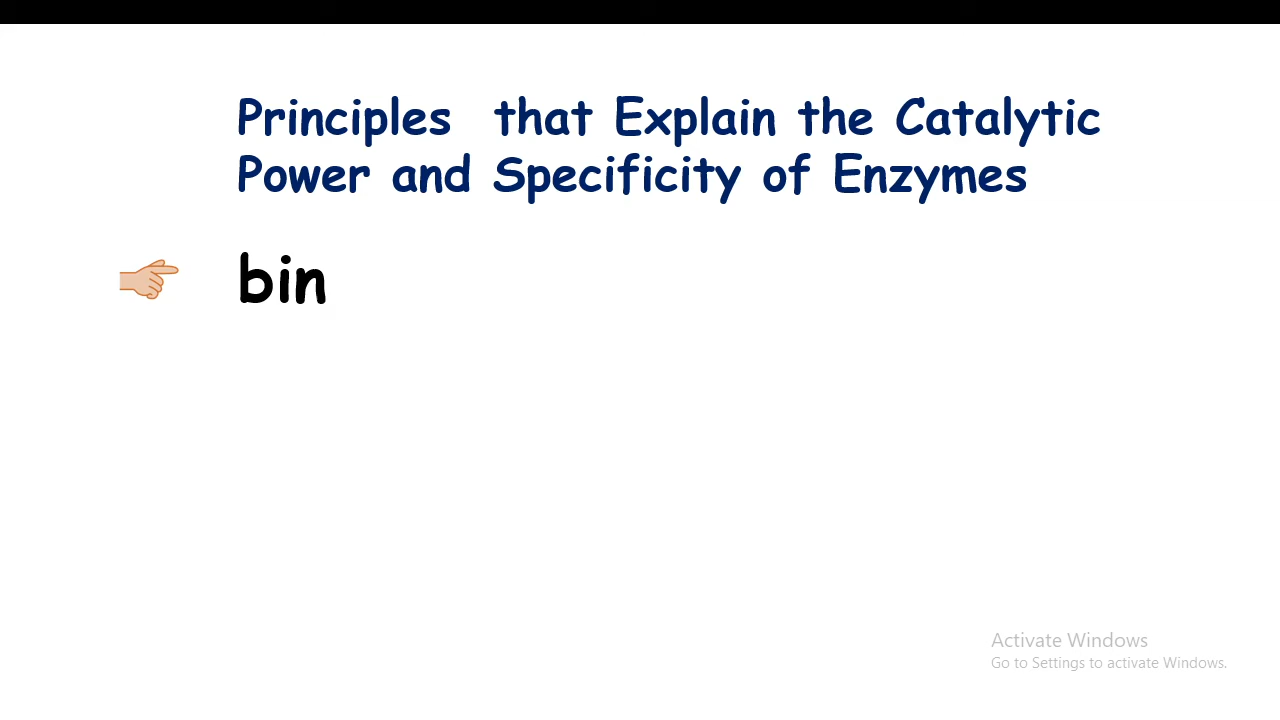 Principles that Explain the Catalytic
Power and Specificity of Enzymes
bin
Activate Windows
Go to Settings to activate Windows.